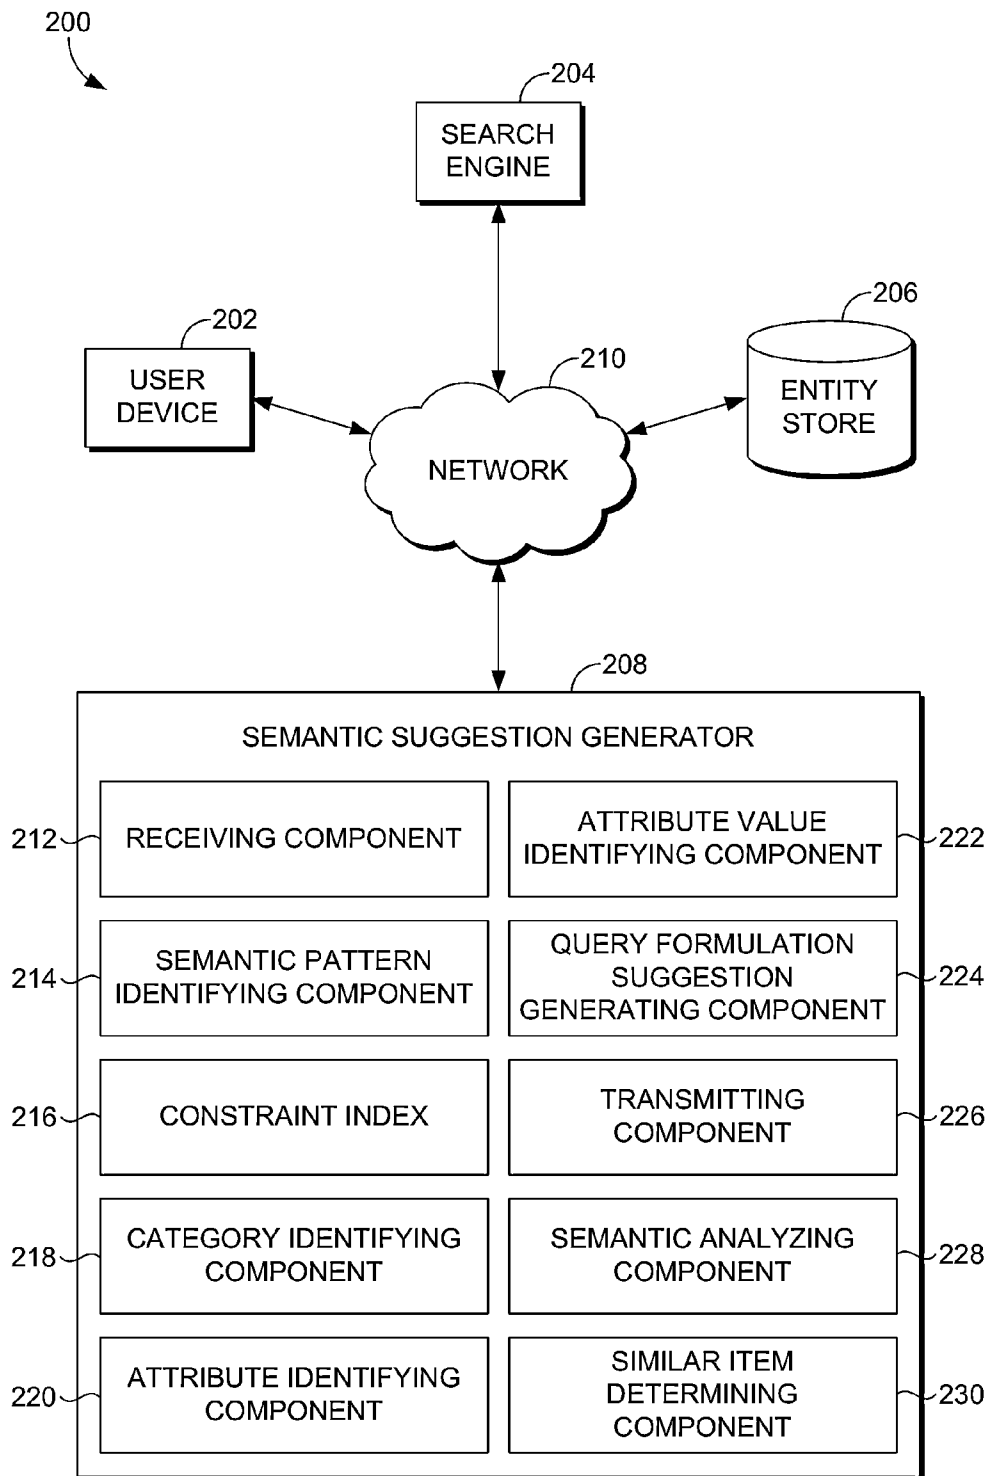 200
204
SEARCH
ENGINE
202
USER
DEVICE
210
NETWORK
206
ENTITY
STORE
208
SEMANTIC SUGGESTION GENERATOR
212
RECEIVING COMPONENT
ATTRIBUTE VALUE
IDENTIFYING COMPONENT
222
214
SEMANTIC PATTERN
IDENTIFYING COMPONENT
QUERY FORMULATION
SUGGESTION
GENERATING COMPONENT
224
216
CONSTRAINT INDEX
TRANSMITTING
COMPONENT
226
218
CATEGORY IDENTIFYING
COMPONENT
SEMANTIC ANALYZING
COMPONENT
228
220
ATTRIBUTE IDENTIFYING
COMPONENT
SIMILAR ITEM
DETERMINING
COMPONENT
230